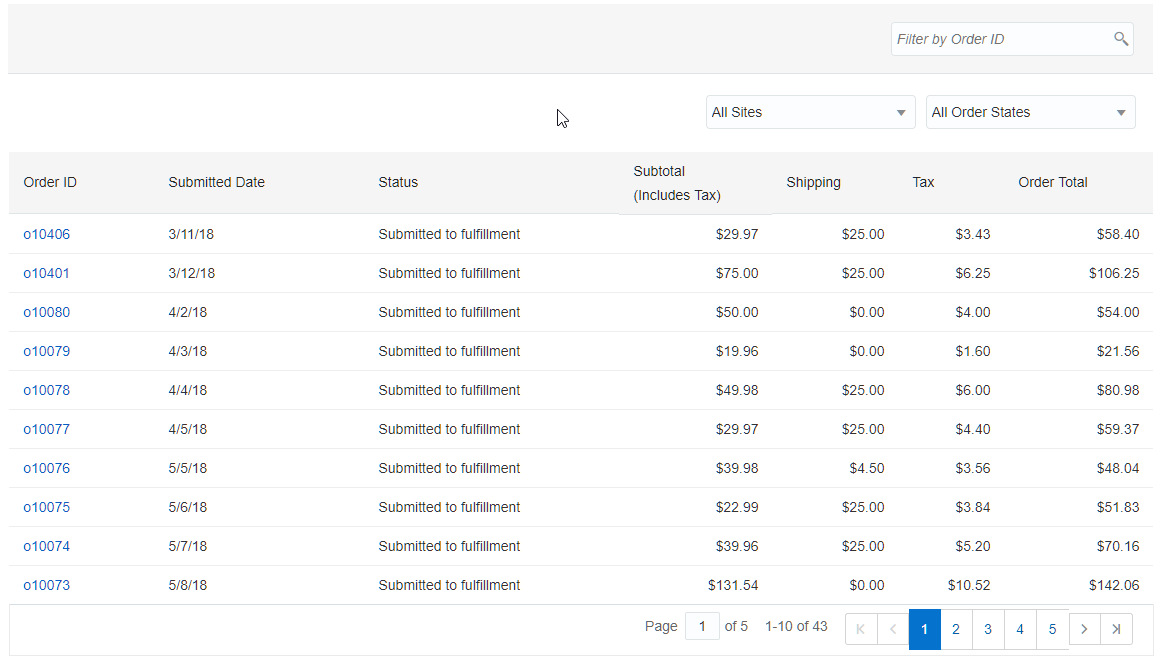 Filter by Order ID
All Sites All Order States
Order ID Submitted Date Status Subtotal (Includes Tax) Shipping Tax Order Total
o10406 3/11/18 Submitted to fulfillment $29.97 $25.00 $3.43 $58.40
o10401 3/12/18 Submitted to fulfillment $75.00 $25.00 $6.25 $106.25
o10080 4/2/18 Submitted to fulfillment $50.00 $0.00 $4.00 $54.00
o10079 4/3/18 Submitted to fulfillment $19.96 $0.00 $1.60 $21.56
o10078 4/4/18 Submitted to fulfillment $49.98 $25.00 $6.00 $80.98
o10077 4/5/18 Submitted to fulfillment $29.97 $25.00 $4.40 $59.37
o10076 5/5/18 Submitted to fulfillment $39.98 $4.50 $3.56 $48.04
o10075 5/6/18 Submitted to fulfillment $22.99 $25.00 $3.84 $51.83
o10074 5/7/18 Submitted to fulfillment $39.96 $25.00 $5.20 $70.16
o10073 5/8/18 Submitted to fulfillment $131.54 $0.00 $10.52 $142.06
Page 1 of 5 1-10 of 43 1 2 3 4 5